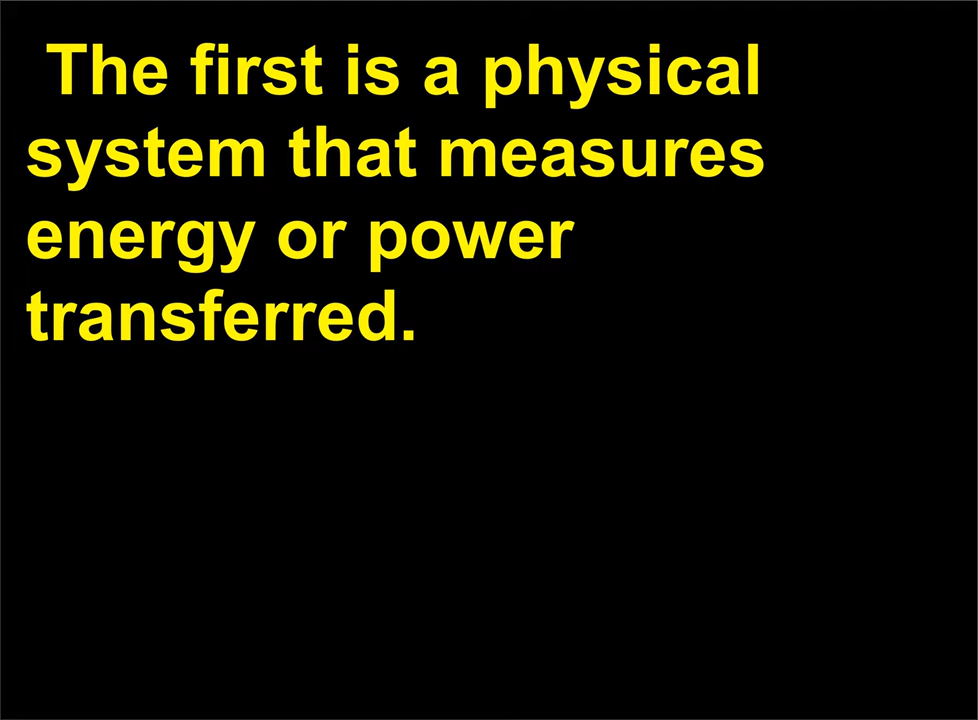 The first is a physical
system that measures
energy or power
transferred.